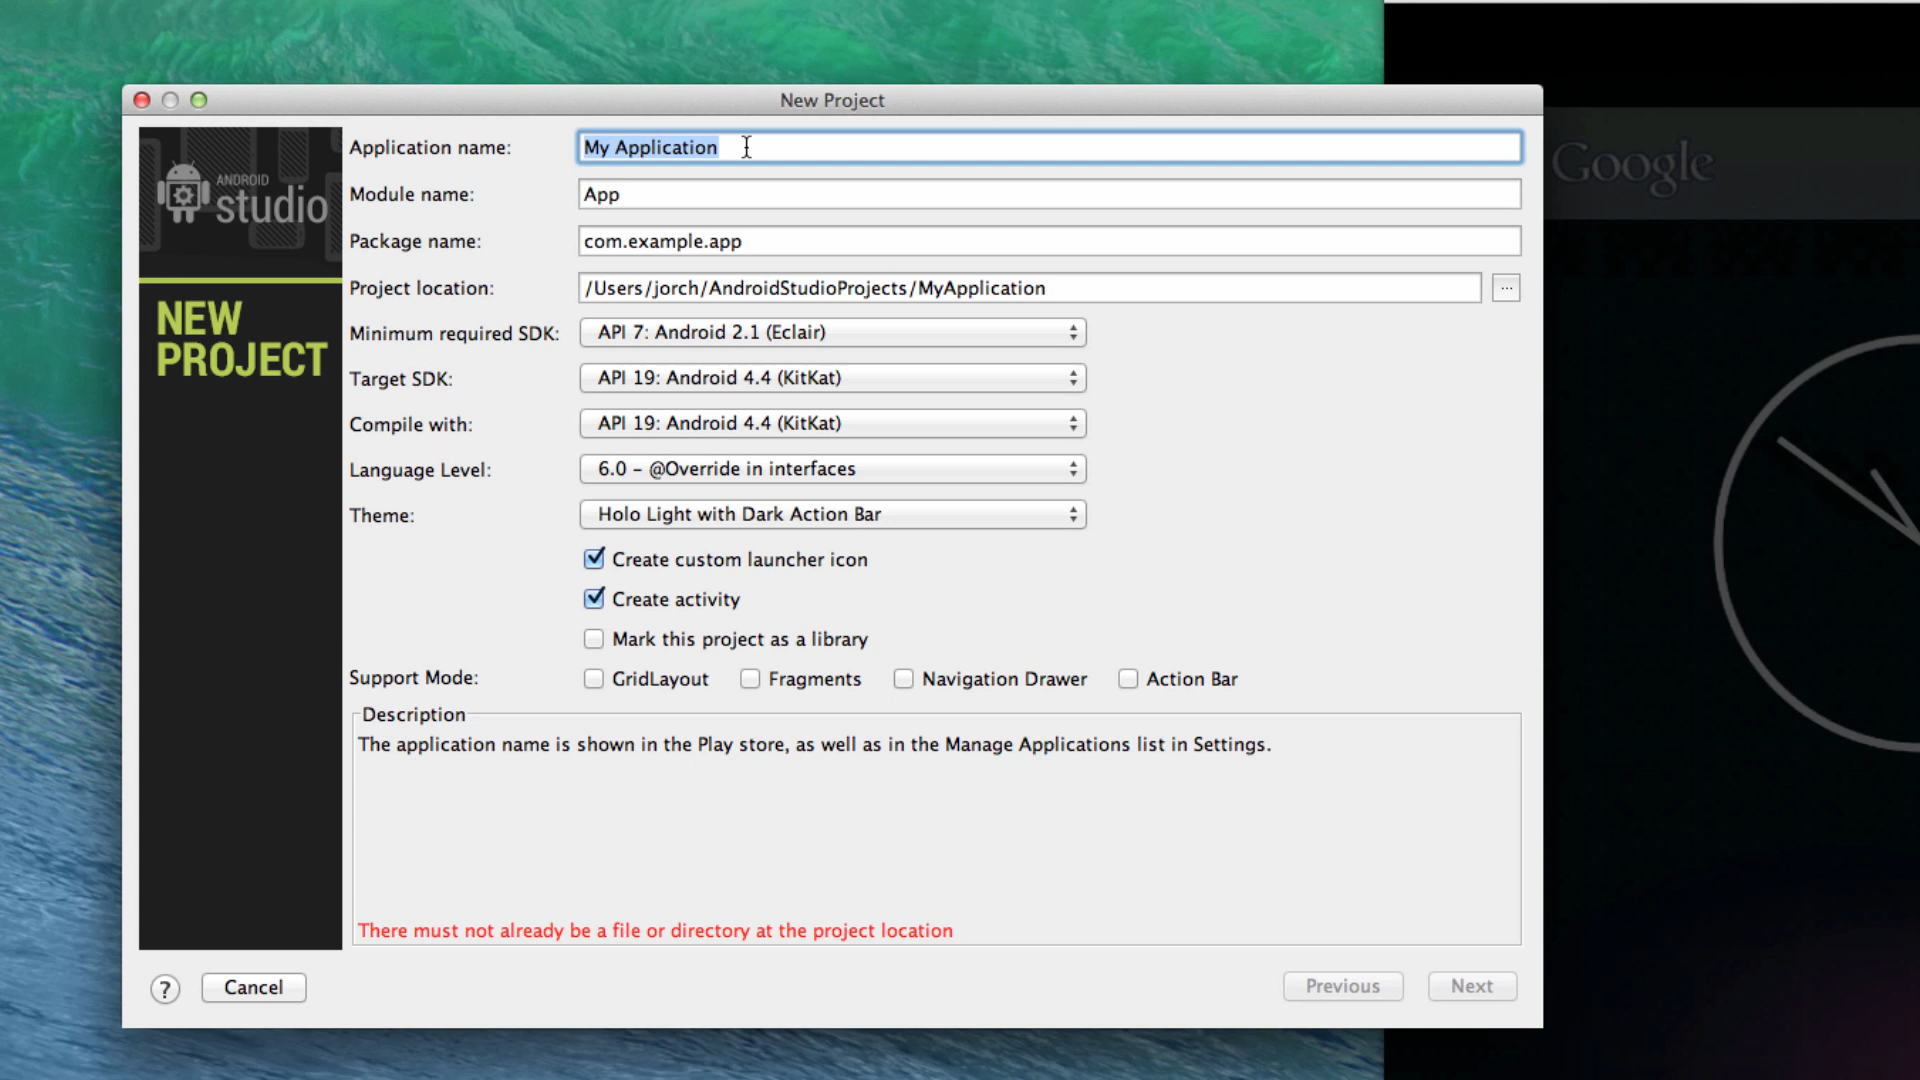 New Project
ANDROID
studio
NEW
PROJECT
Application name: My Application
Module name: App
Package name: com.example.app
Project location: /Users/jorch/AndroidStudioProjects/MyApplication ...
Minimum required SDK: API 7: Android 2.1 (Eclair)
Target SDK: API 19: Android 4.4 (KitKat)
Compile with: API 19: Android 4.4 (KitKat)
Language Level: 6.0 – @Override in interfaces
Theme: Holo Light with Dark Action Bar
Create custom launcher icon
Create activity
Mark this project as a library
Support Mode: GridLayout Fragments Navigation Drawer Action Bar
Description
The application name is shown in the Play store, as well as in the Manage Applications list in Settings.
There must not already be a file or directory at the project location
? Cancel Previous Next
Google